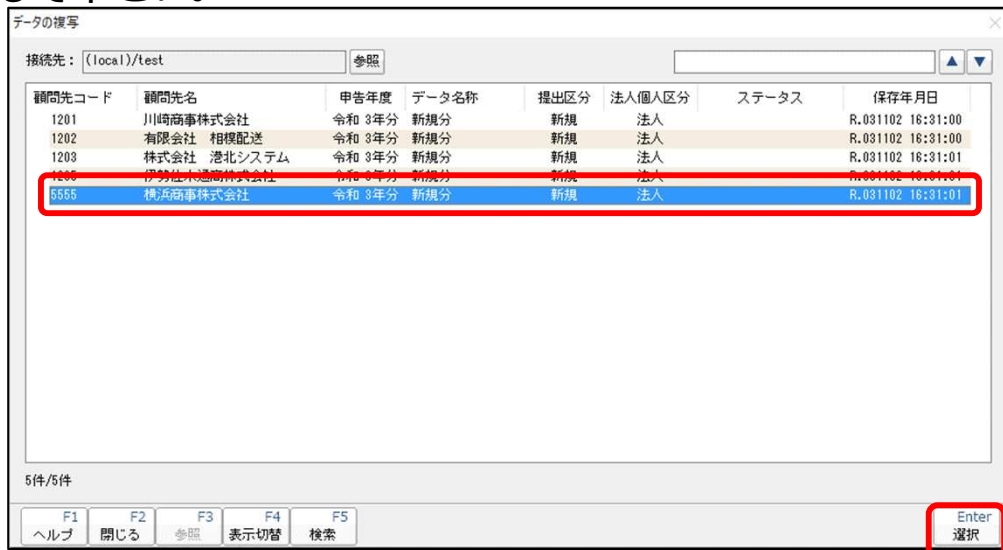 データの複写
接続先： (local)/test 参照 ▲ ▼
顧問先コード 顧問先名 申告年度 データ名称 提出区分 法人個人区分 ステータス 保存年月日
1201 川崎商事株式会社 令和 3年分 新規分 新規 法人 R.031102 16:31:00
1202 有限会社 相模配送 令和 3年分 新規分 新規 法人 R.031102 16:31:00
1203 株式会社 港北システム 令和 3年分 新規分 新規 法人 R.031102 16:31:01
5555 横浜商事株式会社 令和 3年分 新規分 新規 法人 R.031102 16:31:01
5件/5件
F1 F2 F3 F4 F5 Enter
ヘルプ 閉じる 参照 表示切替 検索 選択